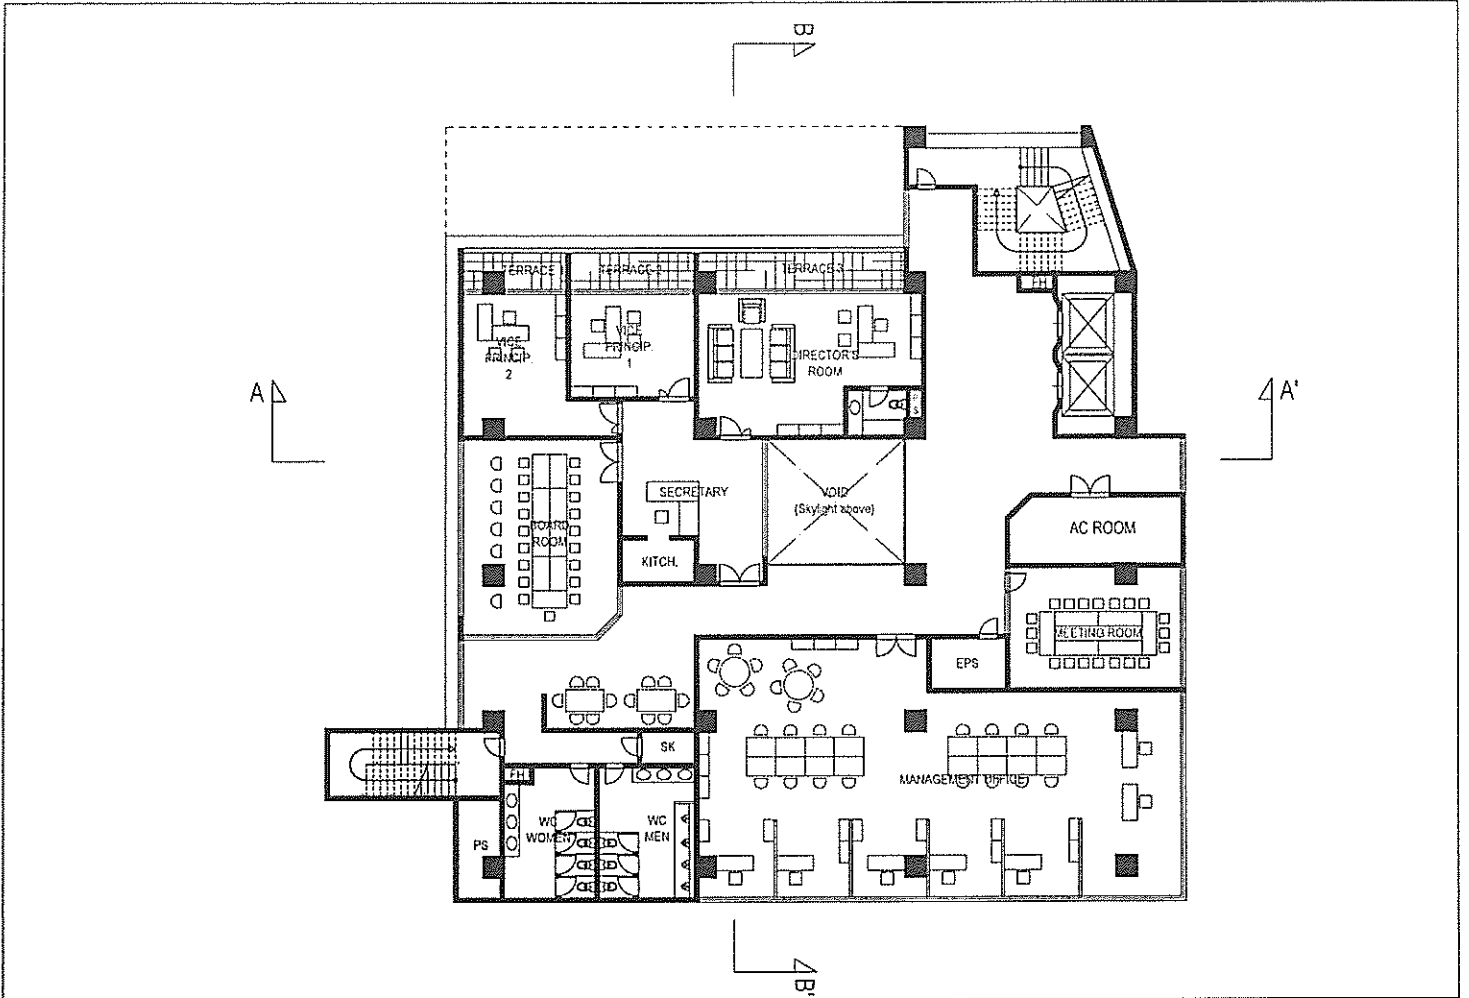 B
TERRACE 1
TERRACE 2
TERRACE 3
FH
VICE
PRINCIP.
2
VICE
PRINCIP.
1
DIRECTOR'S
ROOM
P
S
A
A'
SECRETARY
VOID
(Skylight above)
BOARD
ROOM
AC ROOM
KITCH.
MEETING ROOM
EPS
SK
FH
MANAGEMENT OFFICE
WC
WOMEN
WC
MEN
PS
B'